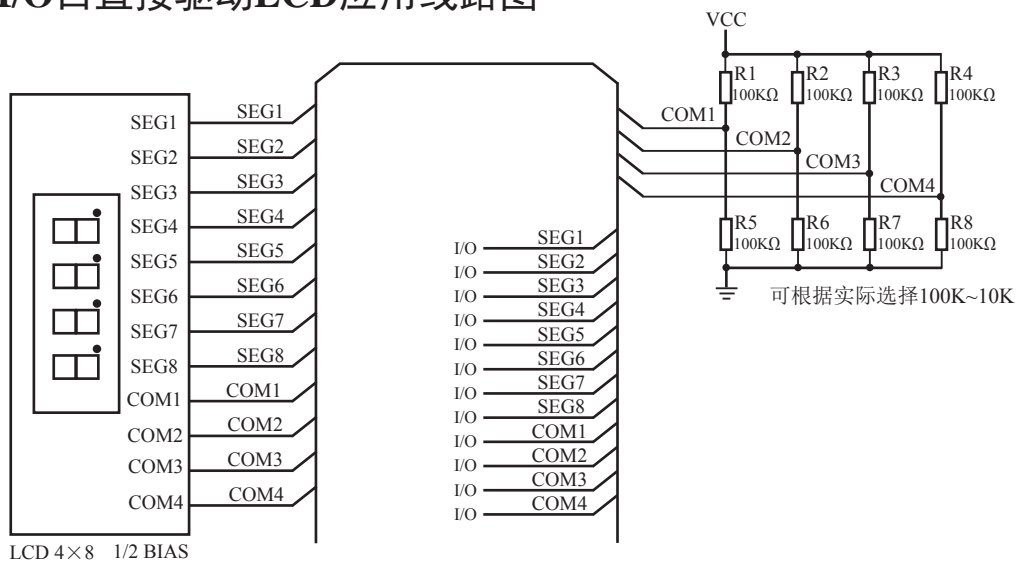 I/O口直接驱动LCD应用线路图
VCC
R1 R2 R3 R4
100KΩ 100KΩ 100KΩ 100KΩ
COM1
COM2
COM3
COM4
R5 R6 R7 R8
100KΩ 100KΩ 100KΩ 100KΩ
可根据实际选择100K~10K
SEG1 SEG1
SEG2 SEG2
SEG3 SEG3
SEG4 SEG4
SEG5 SEG5
SEG6 SEG6
SEG7 SEG7
SEG8 SEG8
COM1 COM1
COM2 COM2
COM3 COM3
COM4 COM4
LCD 4×8 1/2 BIAS
I/O SEG1
I/O SEG2
I/O SEG3
I/O SEG4
I/O SEG5
I/O SEG6
I/O SEG7
I/O SEG8
I/O COM1
I/O COM2
I/O COM3
I/O COM4